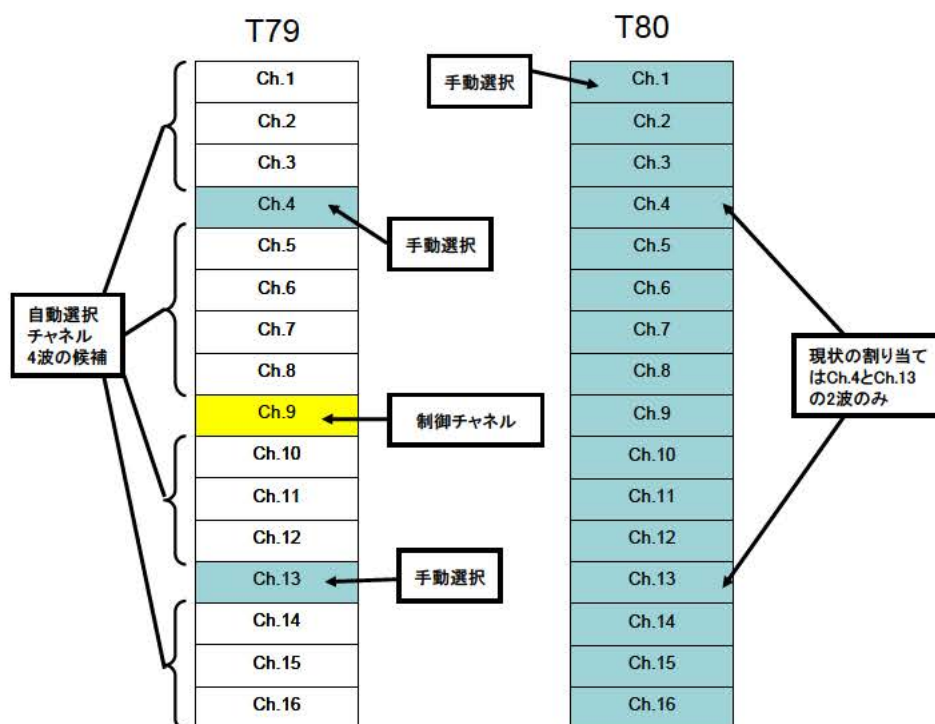 T79
T80
Ch.1
Ch.2
Ch.3
Ch.4
Ch.5
Ch.6
Ch.7
Ch.8
Ch.9
Ch.10
Ch.11
Ch.12
Ch.13
Ch.14
Ch.15
Ch.16
自動選択
チャネル
4波の候補
手動選択
制御チャネル
手動選択
手動選択
Ch.1
Ch.2
Ch.3
Ch.4
Ch.5
Ch.6
Ch.7
Ch.8
Ch.9
Ch.10
Ch.11
Ch.12
Ch.13
Ch.14
Ch.15
Ch.16
現状の割り当て
はCh.4とCh.13
の2波のみ